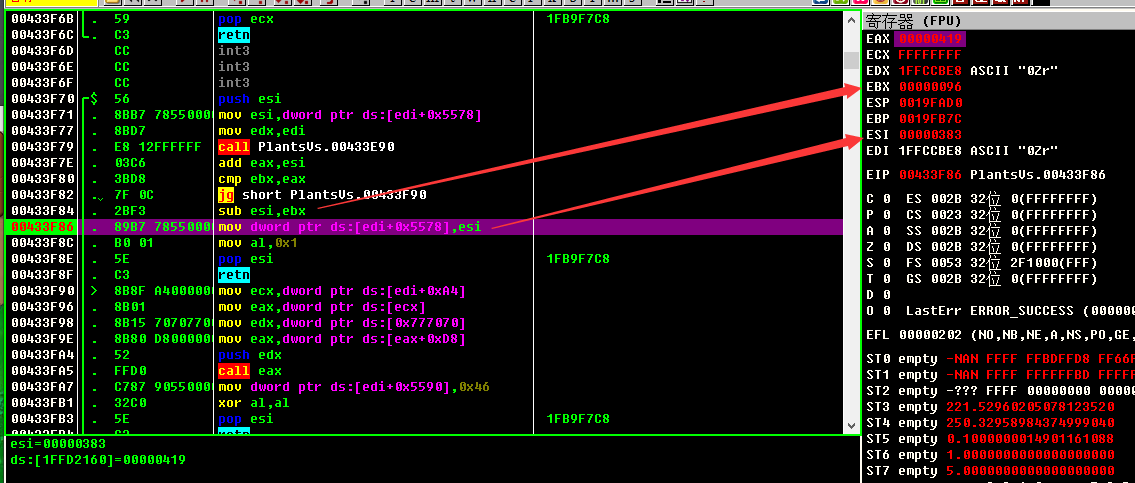 00433F6B . 59 pop ecx 1FB9F7C8
00433F6C . C3 retn
00433F6D CC int3
00433F6E CC int3
00433F6F CC int3
00433F70 $ 56 push esi
00433F71 . 8BB7 78550000 mov esi,dword ptr ds:[edi+0x5578]
00433F77 . 8BD7 mov edx,edi
00433F79 . E8 12FFFFFF call PlantsVs.00433E90
00433F7E . 03C6 add eax,esi
00433F80 . 3BD8 cmp ebx,eax
00433F82 . 7F 0C jg short PlantsVs.00433F90
00433F84 . 2BF3 sub esi,ebx
00433F86 . 89B7 78550000 mov dword ptr ds:[edi+0x5578],esi
00433F8C . B0 01 mov al,0x1
00433F8E . 5E pop esi 1FB9F7C8
00433F8F . C3 retn
00433F90 > 8B8F A4000000 mov ecx,dword ptr ds:[edi+0xA4]
00433F96 . 8B01 mov eax,dword ptr ds:[ecx]
00433F98 . 8B15 70707700 mov edx,dword ptr ds:[0x777070]
00433F9E . 8B80 D8000000 mov eax,dword ptr ds:[eax+0xD8]
00433FA4 . 52 push edx
00433FA5 . FFD0 call eax
00433FA7 . C787 90550000 mov dword ptr ds:[edi+0x5590],0x46
00433FB1 . 32C0 xor al,al
00433FB3 . 5E pop esi 1FB9F7C8
esi=00000383
ds:[1FFD2160]=00000419
寄存器 (FPU)
EAX 00000419
ECX FFFFFFFF
EDX 1FFCCBE8 ASCII "0Zr"
EBX 00000096
ESP 0019FAD0
EBP 0019FB7C
ESI 00000383
EDI 1FFCCBE8 ASCII "0Zr"
EIP 00433F86 PlantsVs.00433F86
C 0 ES 002B 32位 0(FFFFFFFF)
P 0 CS 0023 32位 0(FFFFFFFF)
A 0 SS 002B 32位 0(FFFFFFFF)
Z 0 DS 002B 32位 0(FFFFFFFF)
S 0 FS 0053 32位 2F1000(FFF)
T 0 GS 002B 32位 0(FFFFFFFF)
D 0
O 0 LastErr ERROR_SUCCESS (000000
EFL 00000202 (NO,NB,NE,A,NS,PO,GE,
ST0 empty -NAN FFFF FFBDFFD8 FF66F
ST1 empty -NAN FFFF FFFFFFBD FFFFF
ST2 empty -??? FFFF 00000000 00000
ST3 empty 221.52960205078123520
ST4 empty 250.32958984374999040
ST5 empty 0.1000000014901161088
ST6 empty 1.0000000000000000000
ST7 empty 5.0000000000000000000